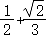 1/2 + √2/3